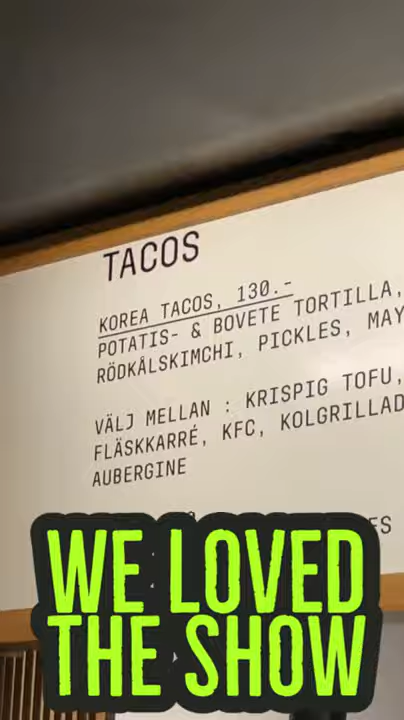 TACOS
KOREA TACOS, 130.-
POTATIS- & BOVETE TORTILLA,
RÖDKÅLSKIMCHI, PICKLES, MAY
VÄLJ MELLAN : KRISPIG TOFU,
FLÄSKKARRÉ, KFC, KOLGRILLAD
AUBERGINE
WE LOVED
THE SHOW